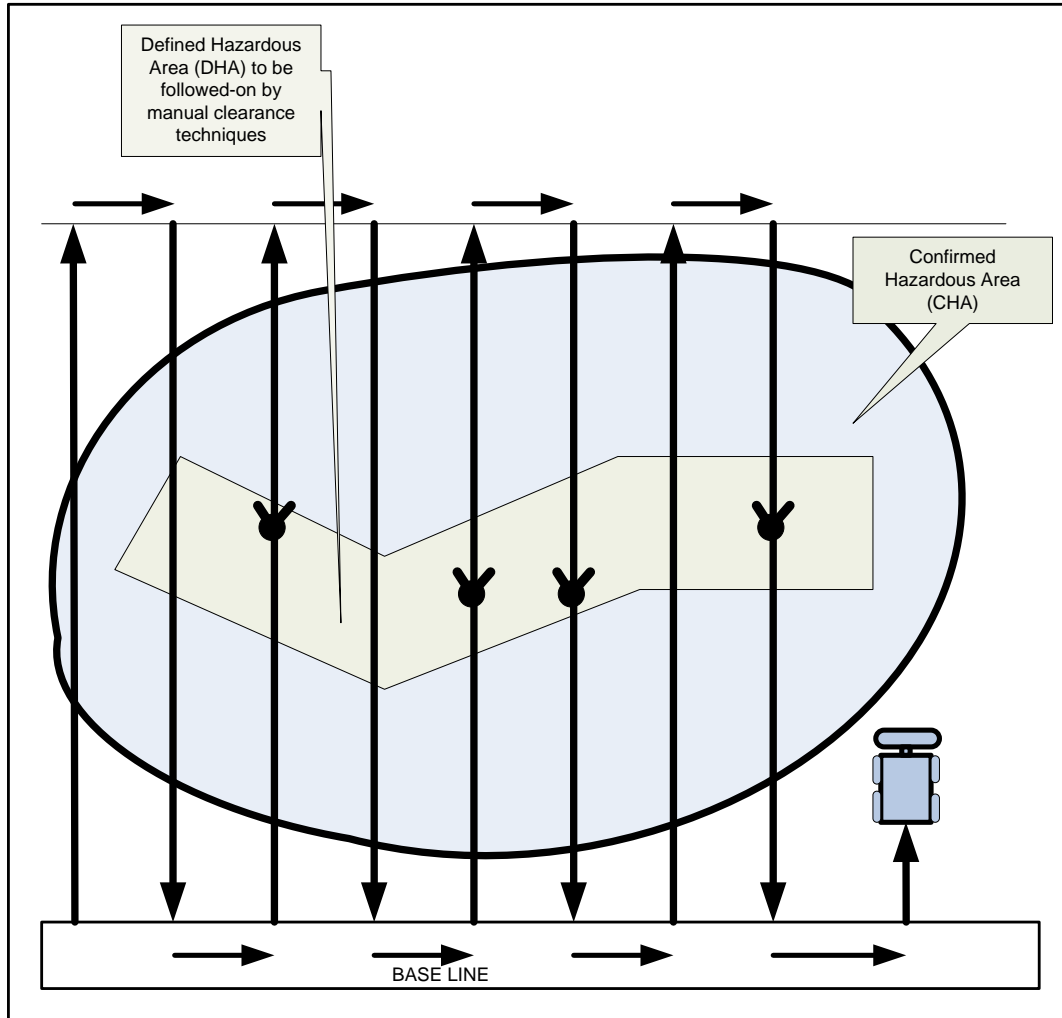 Defined Hazardous
Area (DHA) to be
followed-on by
manual clearance
techniques
Confirmed
Hazardous Area
(CHA)
BASE LINE